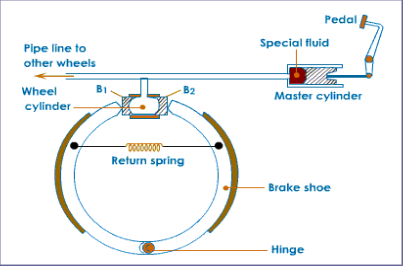 Pedal
Special fluid
Pipe line to
other wheels
Wheel
cylinder
B1
B2
Master cylinder
Return spring
Brake shoe
Hinge